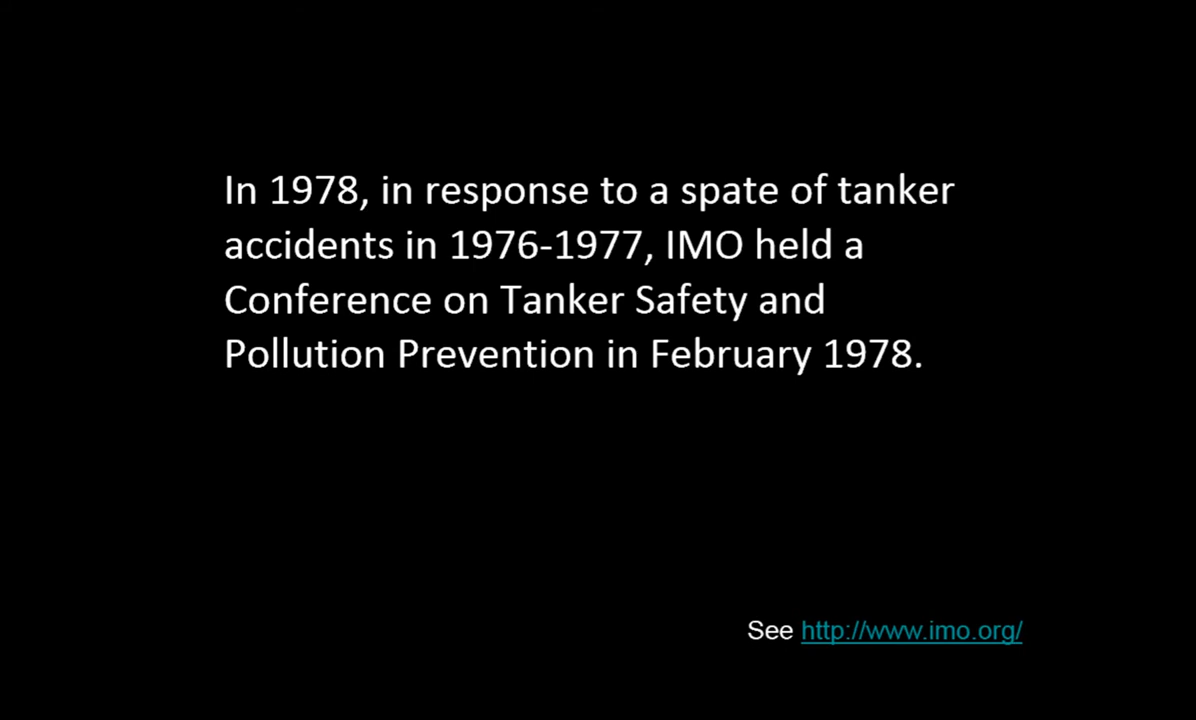 In 1978, in response to a spate of tanker
accidents in 1976-1977, IMO held a
Conference on Tanker Safety and
Pollution Prevention in February 1978.
See http://www.imo.org/